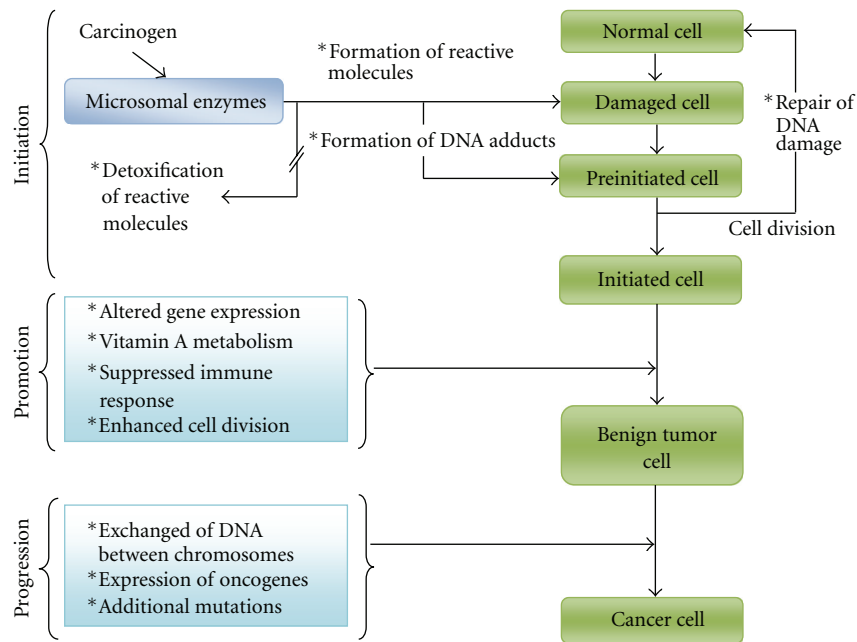 Carcinogen
Microsomal enzymes
*Formation of reactive
molecules
*Formation of DNA adducts
*Detoxification
of reactive
molecules
Normal cell
Damaged cell
Preinitiated cell
*Repair of
DNA
damage
Cell division
Initiated cell
Initiation
*Altered gene expression
*Vitamin A metabolism
*Suppressed immune
response
*Enhanced cell division
Promotion
Benign tumor
cell
*Exchanged of DNA
between chromosomes
*Expression of oncogenes
*Additional mutations
Progression
Cancer cell